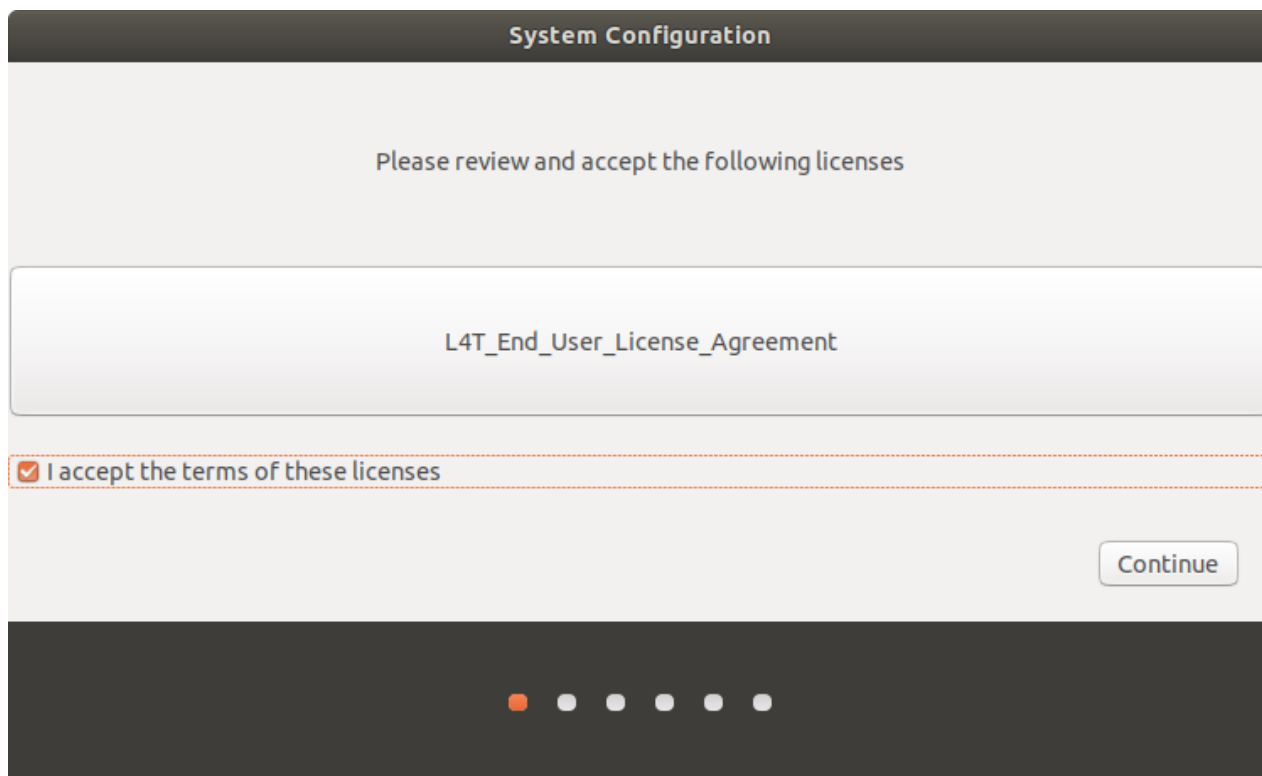 System Configuration
Please review and accept the following licenses
L4T_End_User_License_Agreement
I accept the terms of these licenses
Continue